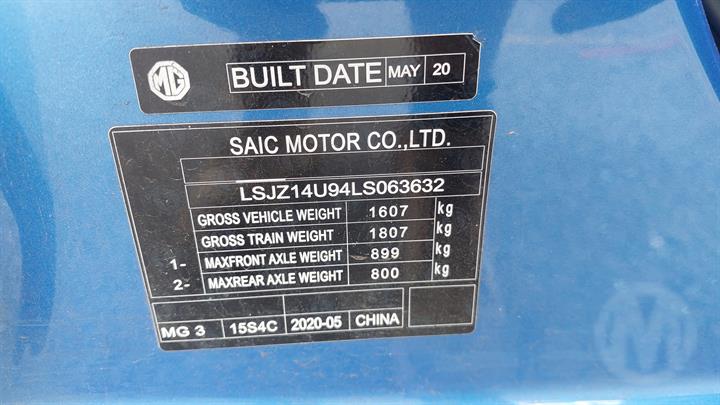 MG BUILT DATE MAY 20
SAIC MOTOR CO.,LTD.
LSJZ14U94LS063632
GROSS VEHICLE WEIGHT 1607 kg
GROSS TRAIN WEIGHT 1807 kg
1- MAXFRONT AXLE WEIGHT 899 kg
2- MAXREAR AXLE WEIGHT 800 kg
MG 3 15S4C 2020-05 CHINA
M